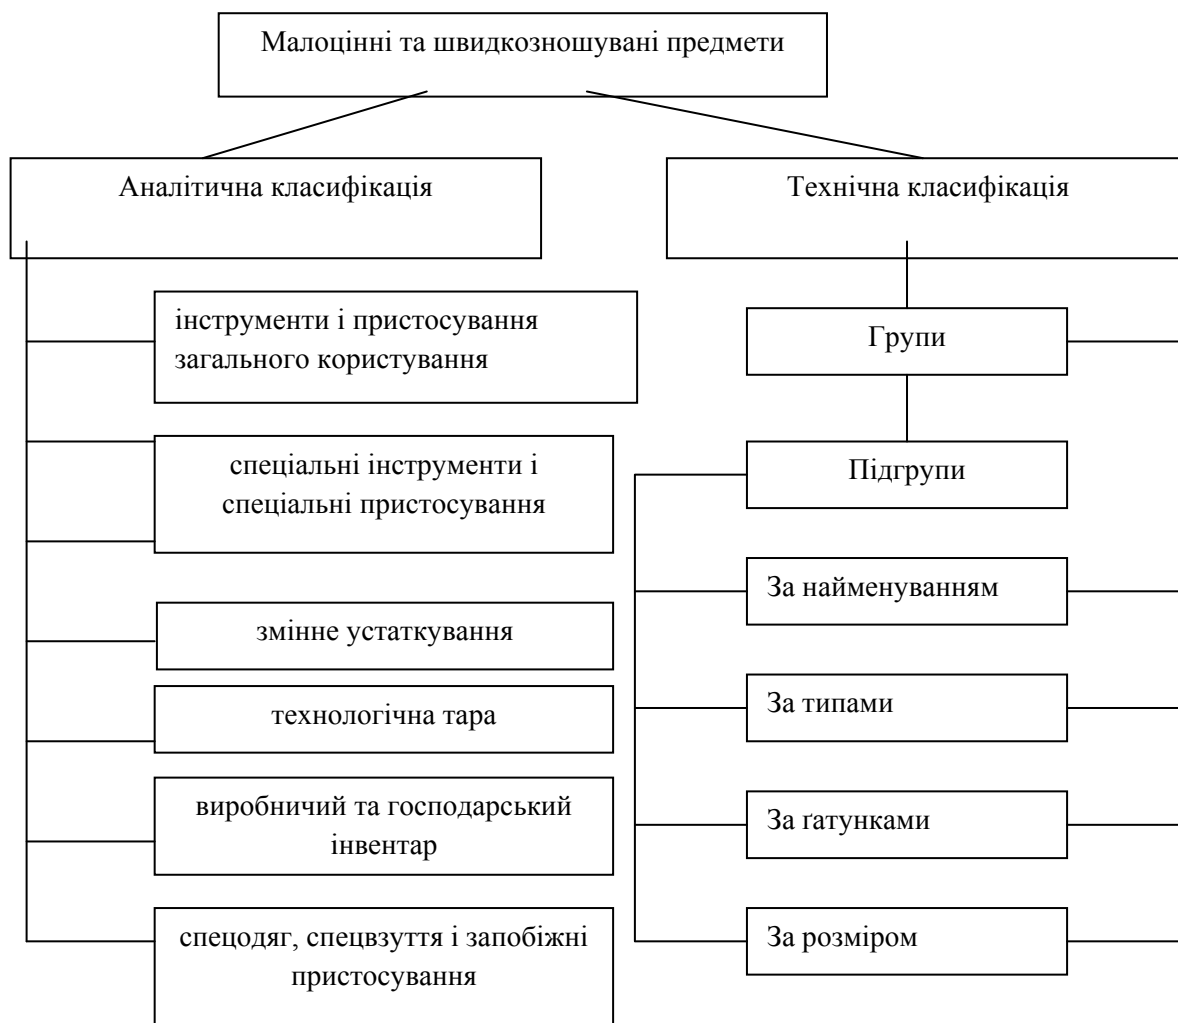 Малоцінні та швидкозношувані предмети
Аналітична класифікація
Технічна класифікація
інструменти і пристосування
загального користування
спеціальні інструменти і
спеціальні пристосування
змінне устаткування
технологічна тара
виробничий та господарський
інвентар
спецодяг, спецвзуття і запобіжні
пристосування
Групи
Підгрупи
За найменуванням
За типами
За ґатунками
За розміром